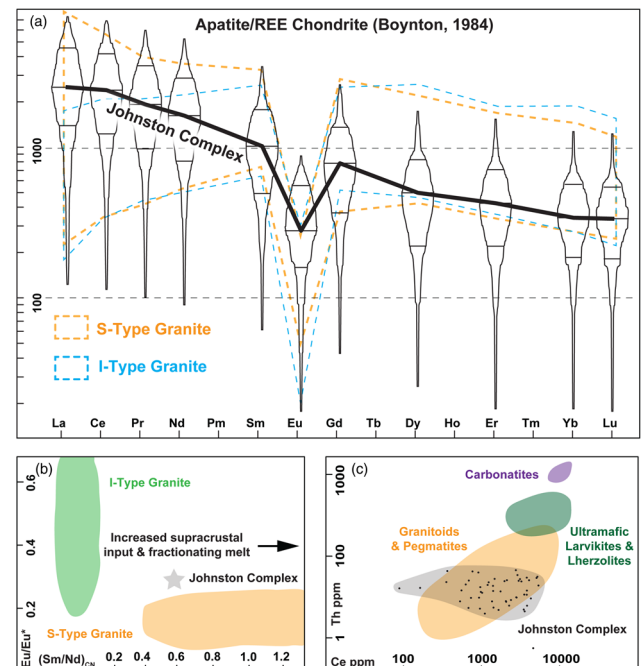 (a) Apatite/REE Chondrite (Boynton, 1984)
Johnston Complex
1000
100
S-Type Granite
I-Type Granite
La Ce Pr Nd Pm Sm Eu Gd Tb Dy Ho Er Tm Yb Lu
(b)
I-Type Granite
0.6
Increased supracrustal
input & fractionating melt
0.4
Johnston Complex
0.2
S-Type Granite
Eu/Eu*
(Sm/Nd)CN 0.2 0.4 0.6 0.8 1.0 1.2
(c)
Carbonatites
1000
Granitoids
& Pegmatites
Ultramafic
Larvikites &
Lherzolites
100
Th ppm
Johnston Complex
1
Ce ppm 100 1000 10000